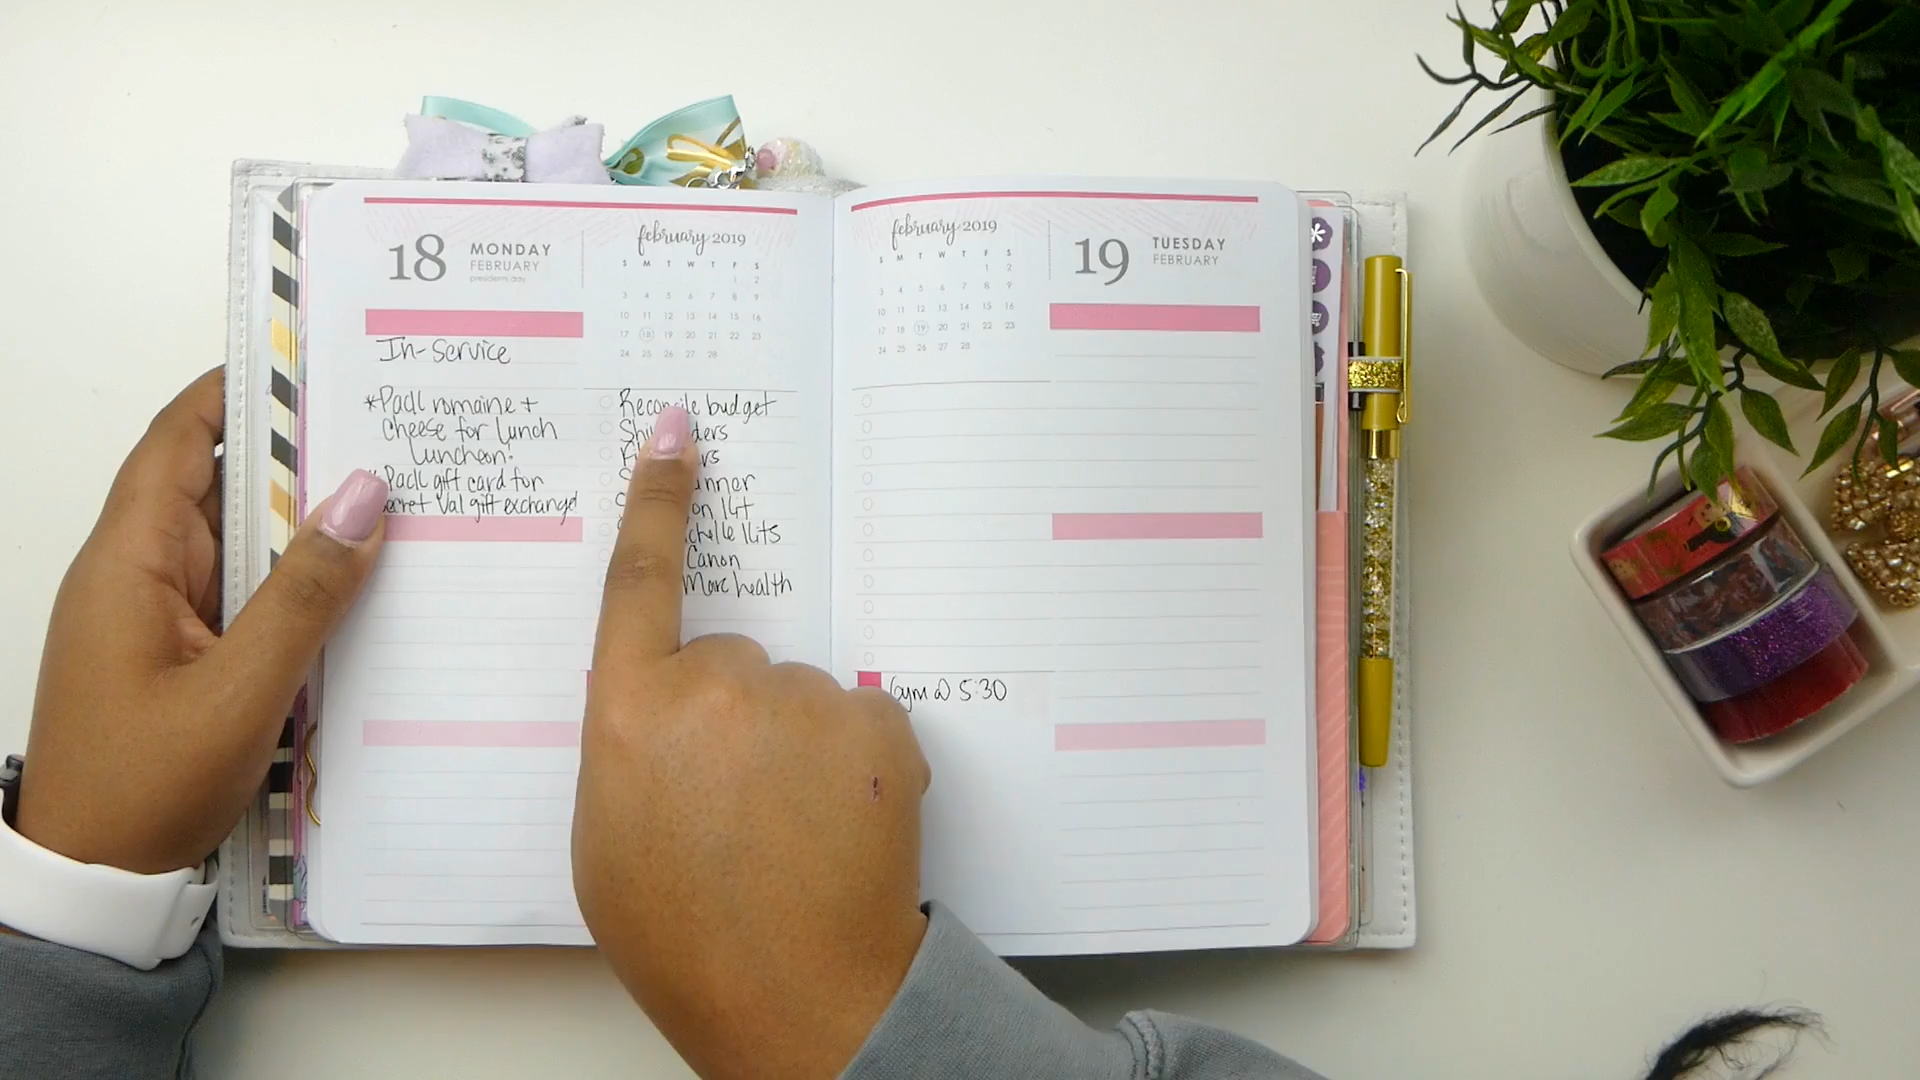 18
MONDAY
FEBRUARY
presidents day
february 2019
S M T W T F S
1 2
3 4 5 6 7 8 9
10 11 12 13 14 15 16
17 18 19 20 21 22 23
24 25 26 27 28
In-service
*Pack romaine +
Cheese for Lunch
Luncheon!
Pack gift card for
Secret Val gift exchange!
Reconcile budget
Canon
Marc health
february 2019
S M T W T F S
1 2
3 4 5 6 7 8 9
10 11 12 13 14 15 16
17 18 19 20 21 22 23
24 25 26 27 28
19
TUESDAY
FEBRUARY
Gym @ 5:30